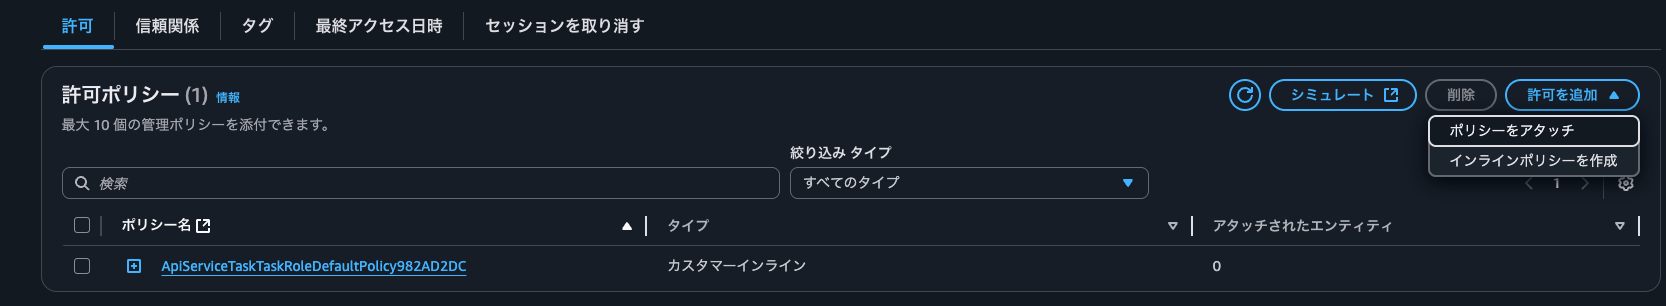 許可
信頼関係
タグ
最終アクセス日時
セッションを取り消す
許可ポリシー (1) 情報
最大 10 個の管理ポリシーを添付できます。
シミュレート
削除
許可を追加
ポリシーをアタッチ
インラインポリシーを作成
絞り込み タイプ
検索
すべてのタイプ
1
ポリシー名
タイプ
アタッチされたエンティティ
ApiServiceTaskTaskRoleDefaultPolicy982AD2DC
カスタマーインライン
0